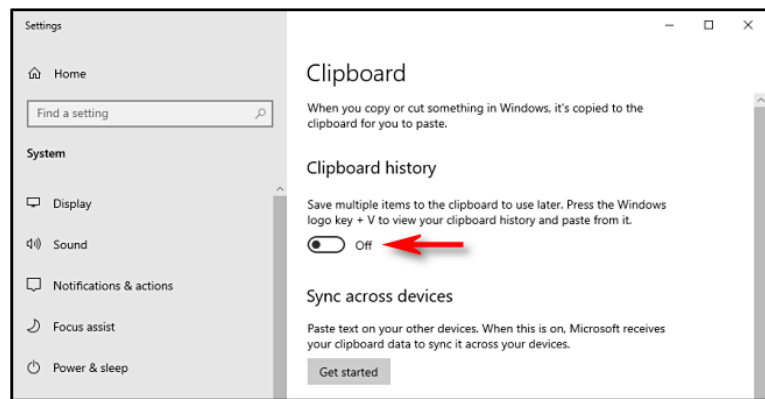 Settings
Home
Find a setting
System
Display
Sound
Notifications & actions
Focus assist
Power & sleep
Clipboard
When you copy or cut something in Windows, it's copied to the
clipboard for you to paste.
Clipboard history
Save multiple items to the clipboard to use later. Press the Windows
logo key + V to view your clipboard history and paste from it.
Off
Sync across devices
Paste text on your other devices. When this is on, Microsoft receives
your clipboard data to sync it across your devices.
Get started